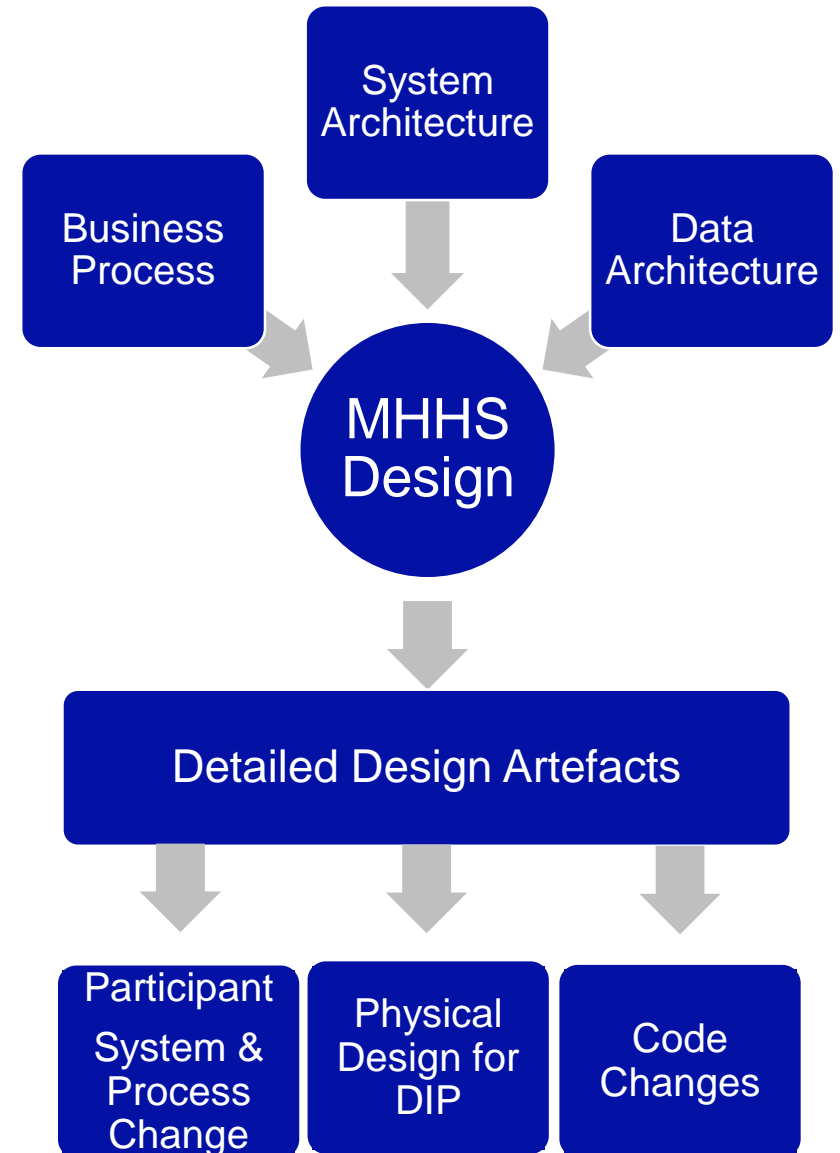 System
Architecture
Business
Process
Data
Architecture
MHHS
Design
Detailed Design Artefacts
Participant
System &
Process
Change
Physical
Design for
DIP
Code
Changes